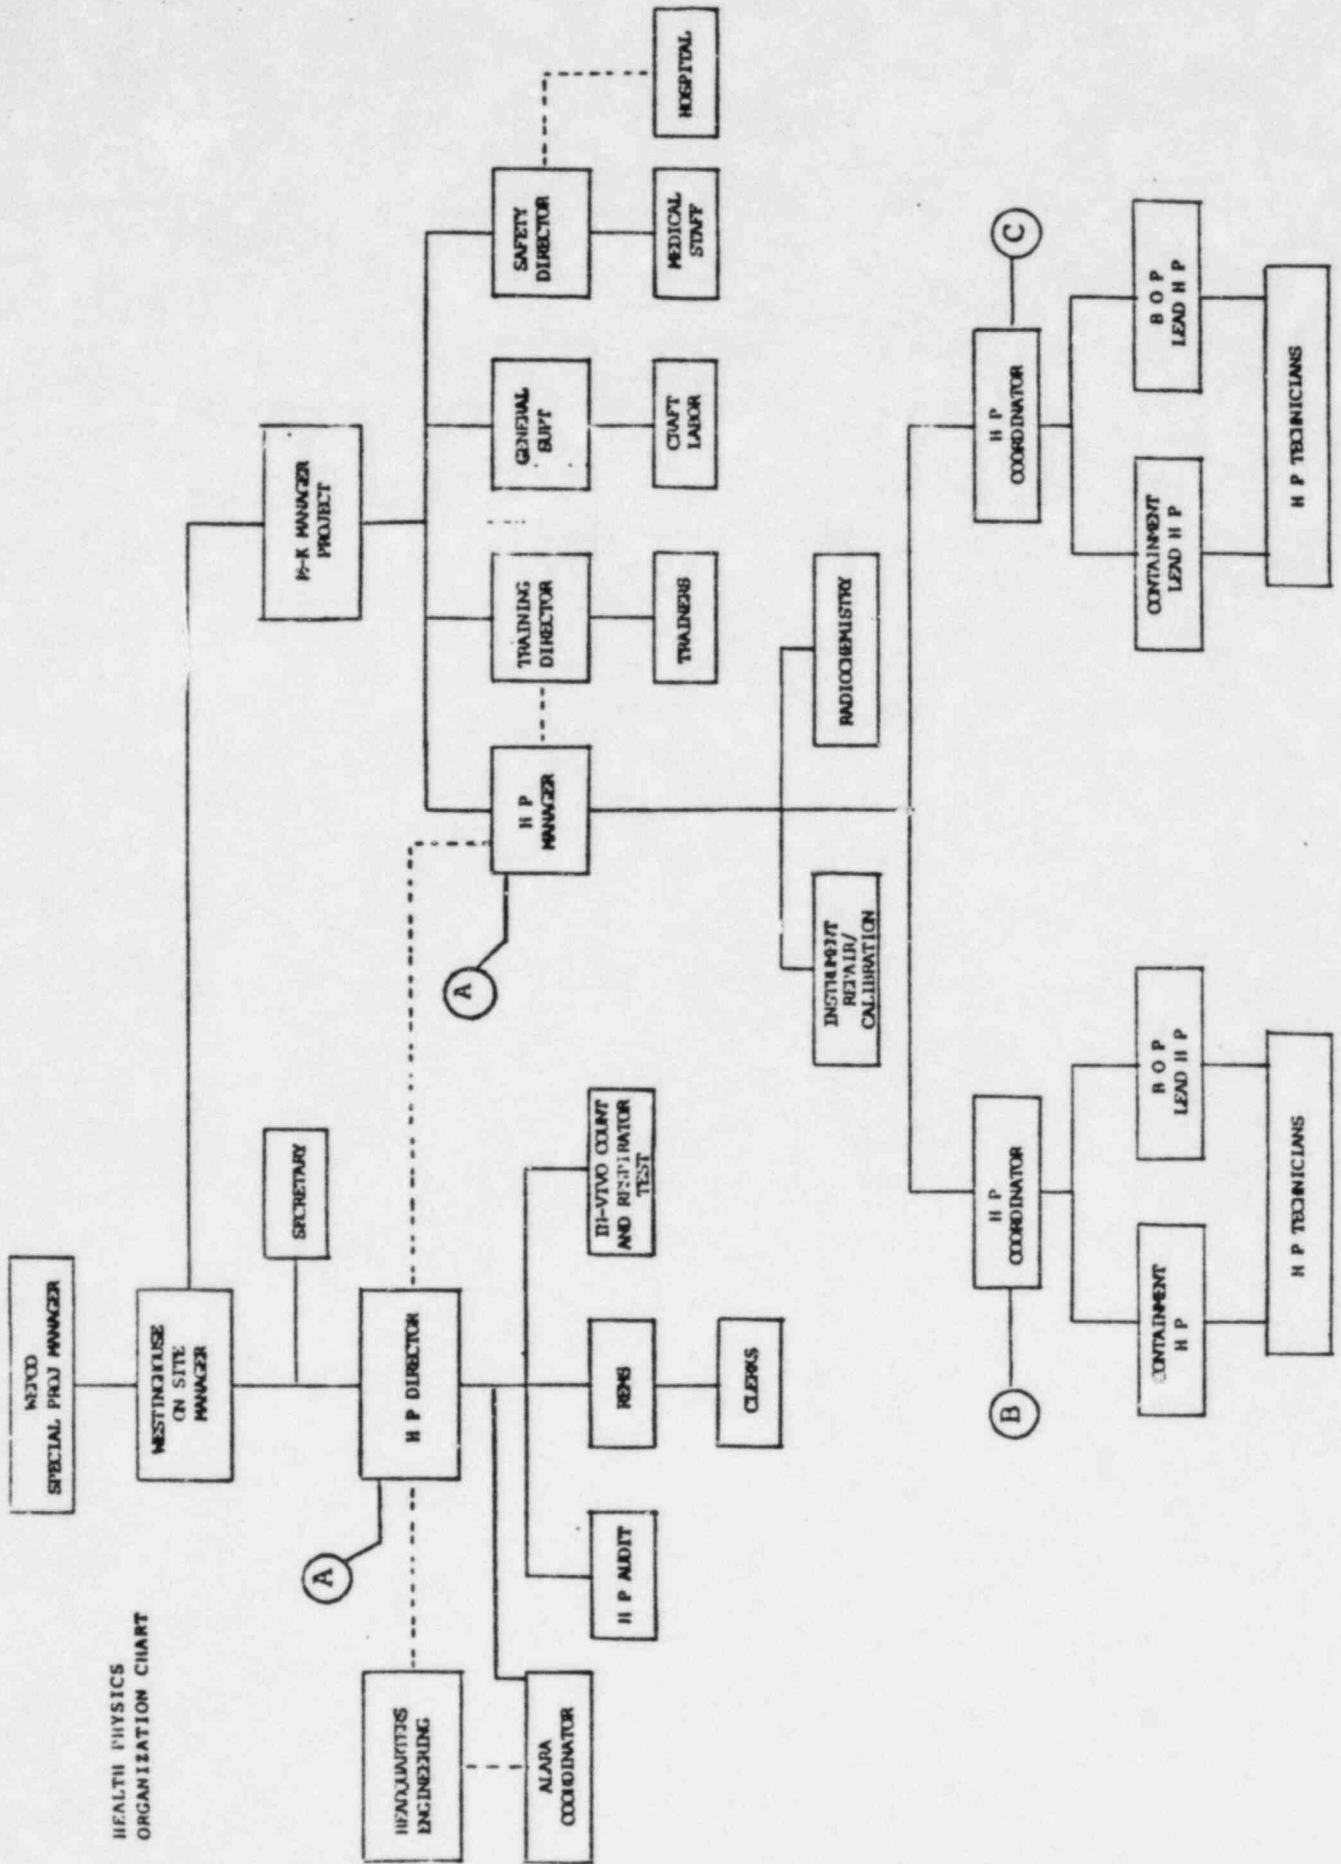 HEALTH PHYSICS
ORGANIZATION CHART
WEPCO
SPECIAL PROJ MANAGER
WESTINGHOUSE
ON SITE
MANAGER
SECRETARY
M-K MANAGER
PROJECT
A
HEADQUARTERS
ENGINEERING
H P DIRECTOR
A
H P
MANAGER
TRAINING
DIRECTOR
GENERAL
SUPT
SAFETY
DIRECTOR
ALARA
COORDINATOR
H P AUDIT
REMS
IN-VIVO COUNT
AND RESPIRATOR
TEST
TRAINERS
CRAFT
LABOR
MEDICAL
STAFF
HOSPITAL
CLERKS
INSTRUMENT
REPAIR/
CALIBRATION
RADIOCHEMISTRY
B
H P
COORDINATOR
H P
COORDINATOR
C
CONTAINMENT
H P
B O P
LEAD H P
CONTAINMENT
LEAD H P
B O P
LEAD H P
H P TECHNICIANS
H P TECHNICIANS